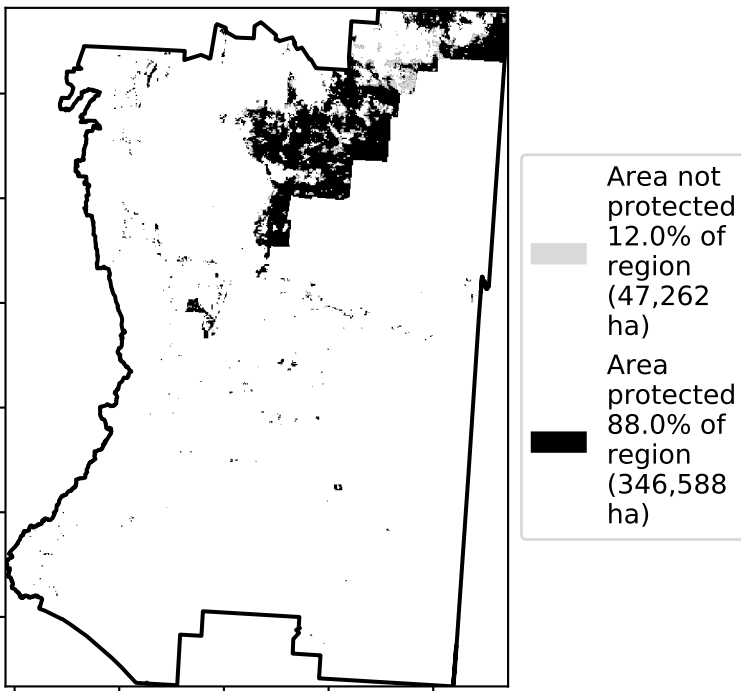 Area not
protected
12.0% of
region
(47,262
ha)
Area
protected
88.0% of
region
(346,588
ha)